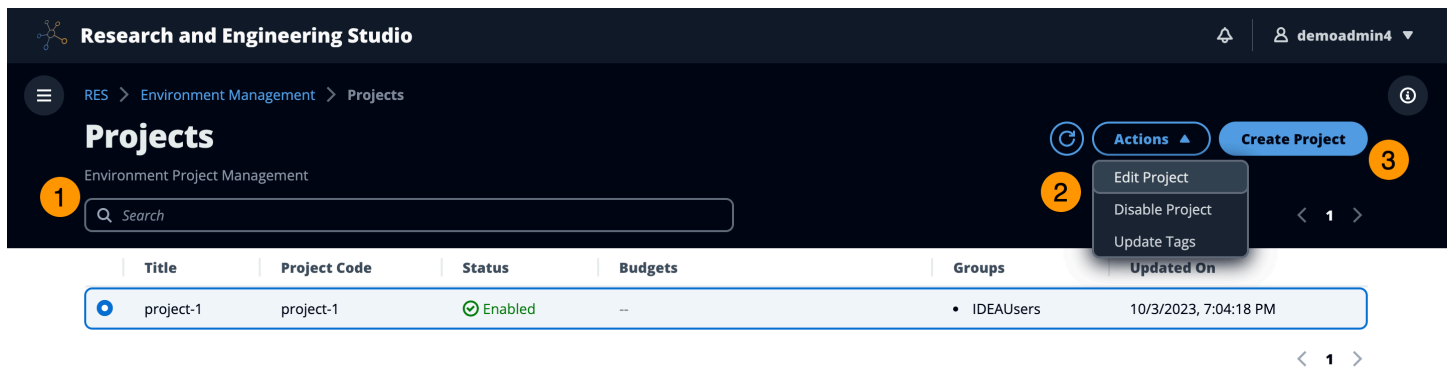 Research and Engineering Studio
demoadmin4
RES > Environment Management > Projects
Projects
Actions
Create Project
3
Environment Project Management
1
2
Edit Project
Search
Disable Project
< 1 >
Update Tags
Title Project Code Status Budgets Groups Updated On
project-1 project-1 Enabled -- • IDEAUsers 10/3/2023, 7:04:18 PM
< 1 >